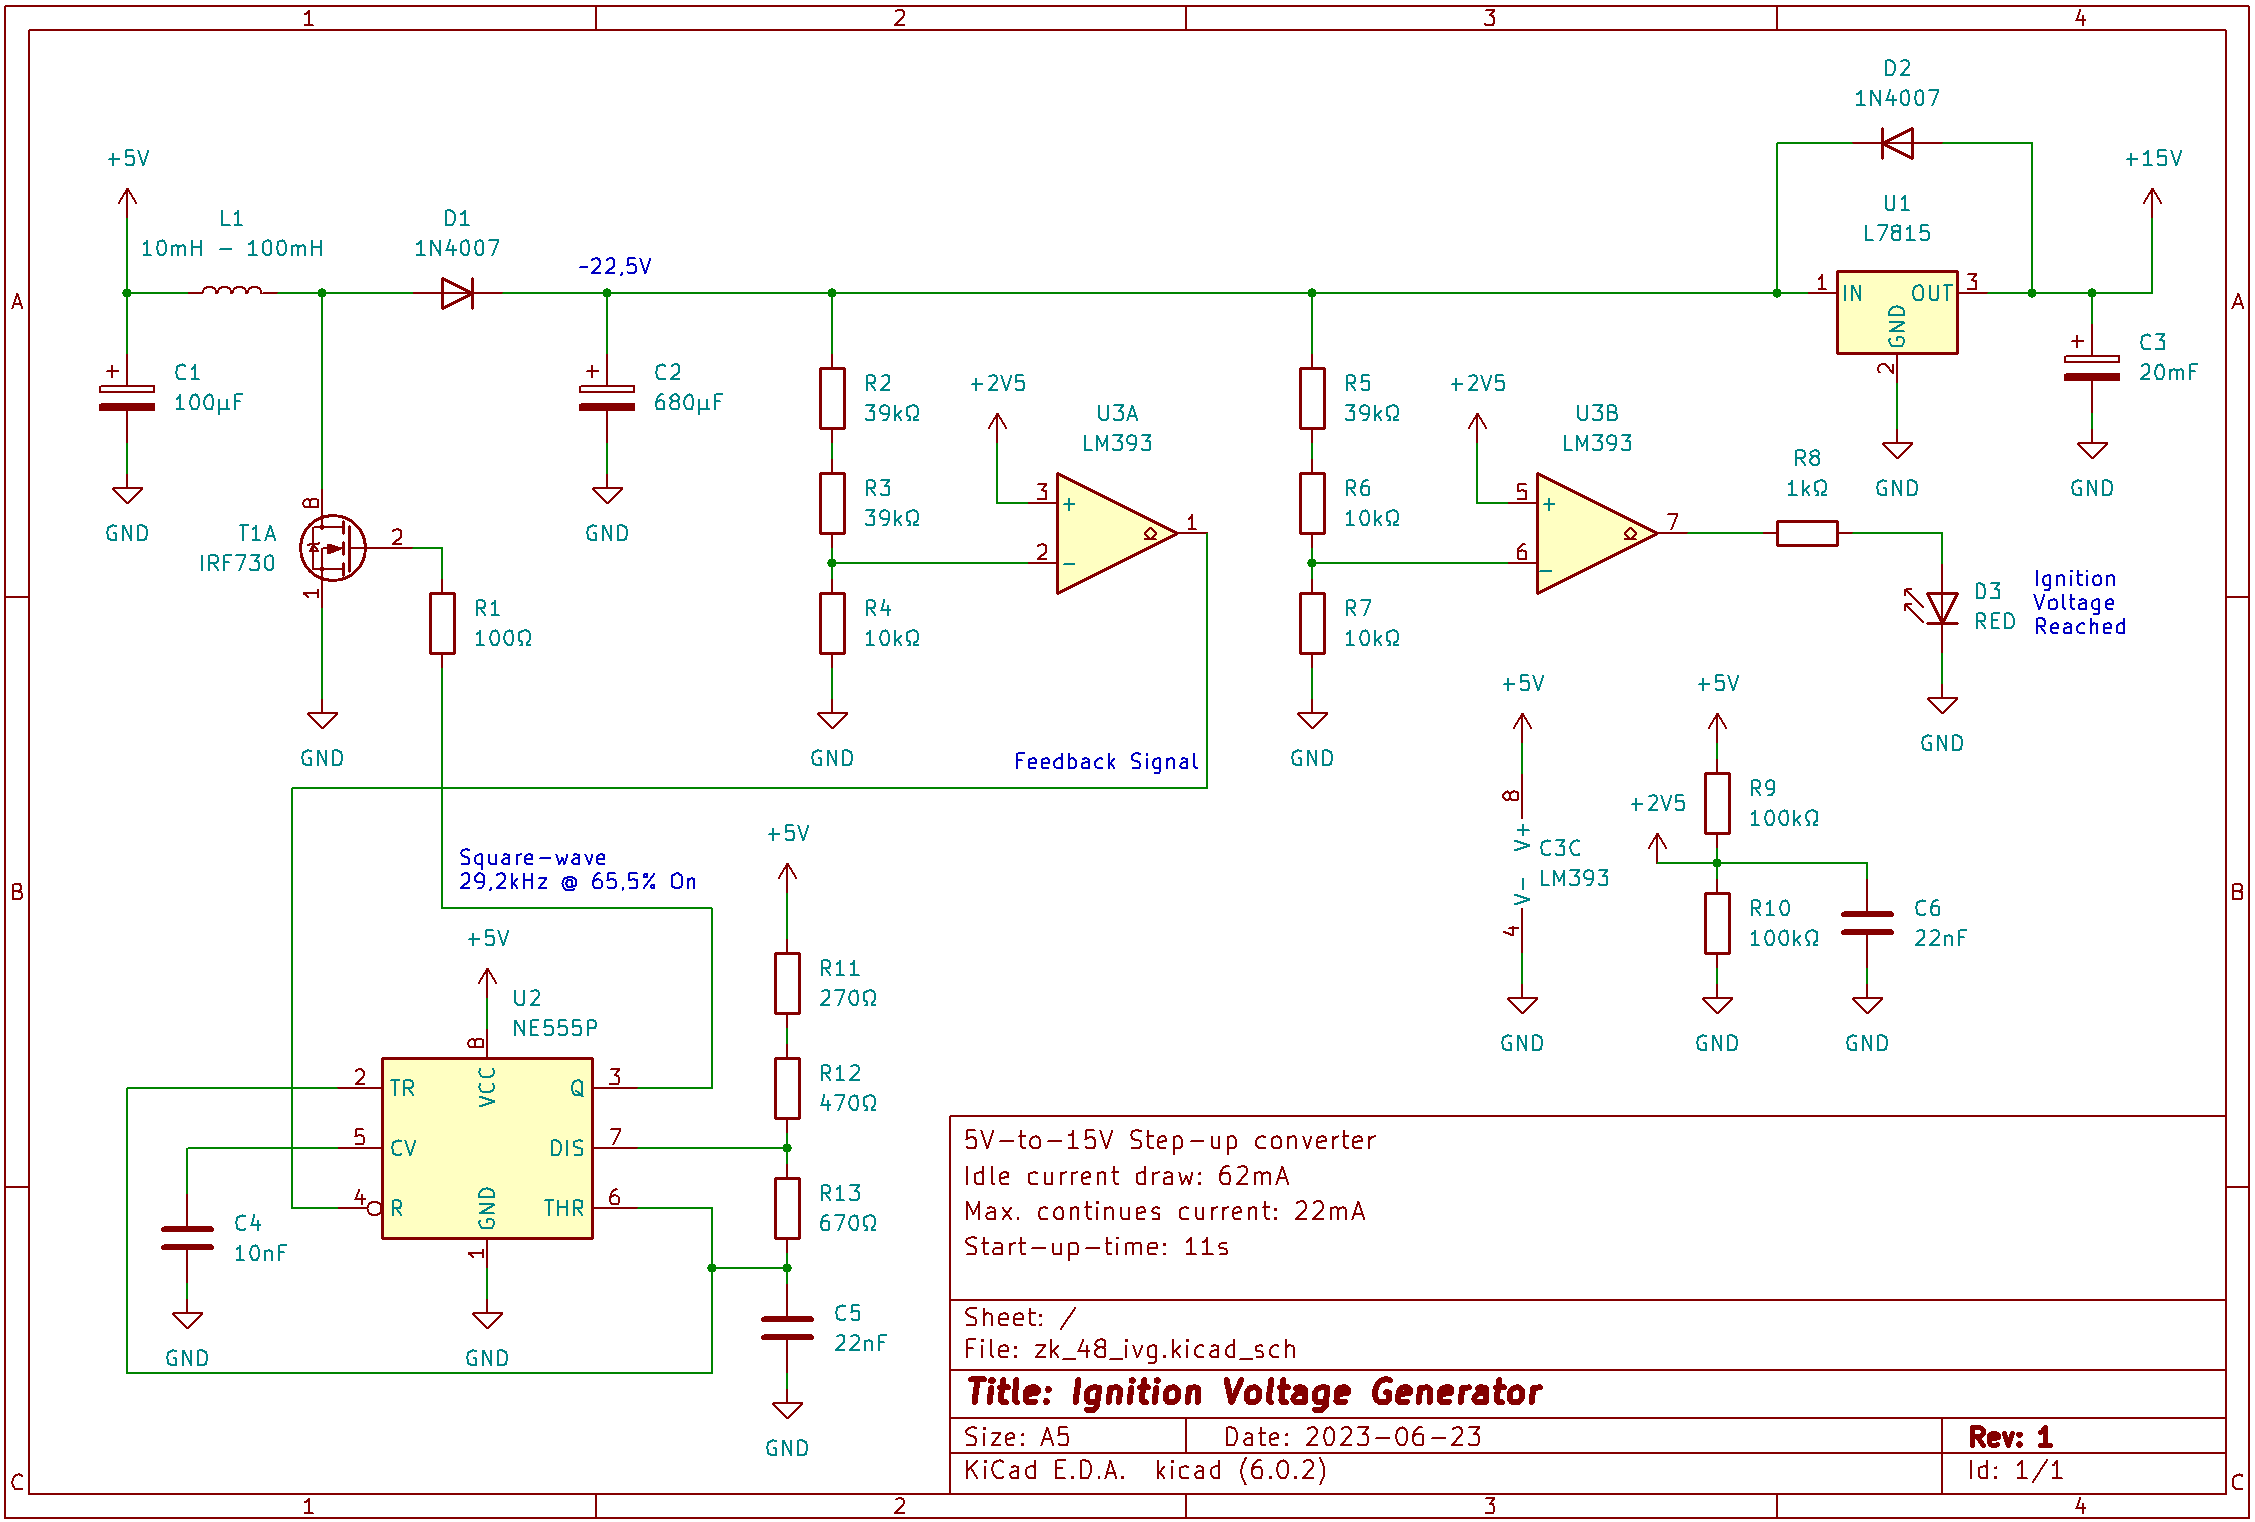 1
2
3
4
A
A
B
B
C
C
+5V
L1
10mH - 100mH
D1
1N4007
~22,5V
C1
100µF
GND
T1A
IRF730
8
2
1
GND
R1
100Ω
C2
680µF
GND
R2
39kΩ
R3
39kΩ
R4
10kΩ
GND
+2V5
U3A
LM393
3
+
2
-
1
Feedback Signal
R5
39kΩ
R6
10kΩ
R7
10kΩ
GND
+2V5
U3B
LM393
5
+
6
-
7
R8
1kΩ
D3
RED
Ignition
Voltage
Reached
GND
D2
1N4007
U1
L7815
1
IN
OUT
3
GND
2
GND
+15V
+
C3
20mF
GND
+5V
8
V+
C3C
LM393
V-
4
GND
+5V
R9
100kΩ
+2V5
R10
100kΩ
GND
C6
22nF
GND
Square-wave
29,2kHz @ 65,5% On
+5V
U2
NE555P
8
2
TR
VCC
Q
3
5
CV
DIS
7
4
R
GND
THR
6
1
GND
C4
10nF
GND
+5V
R11
270Ω
R12
470Ω
R13
670Ω
C5
22nF
GND
5V-to-15V Step-up converter
Idle current draw: 62mA
Max. continues current: 22mA
Start-up-time: 11s
Sheet: /
File: zk_48_ivg.kicad_sch
Title: Ignition Voltage Generator
Size: A5
Date: 2023-06-23
Rev: 1
KiCad E.D.A. kicad (6.0.2)
Id: 1/1
1
2
3
4